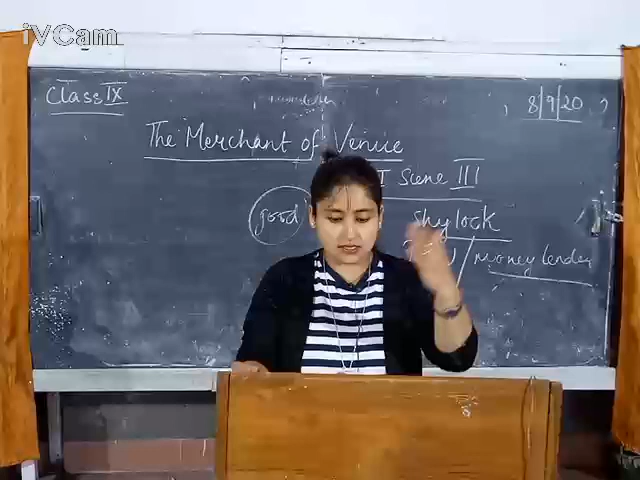 iVCam
Class IX
8/9/20
The Merchant of Venice
I Scene III
good
Shylock
/ Money lender